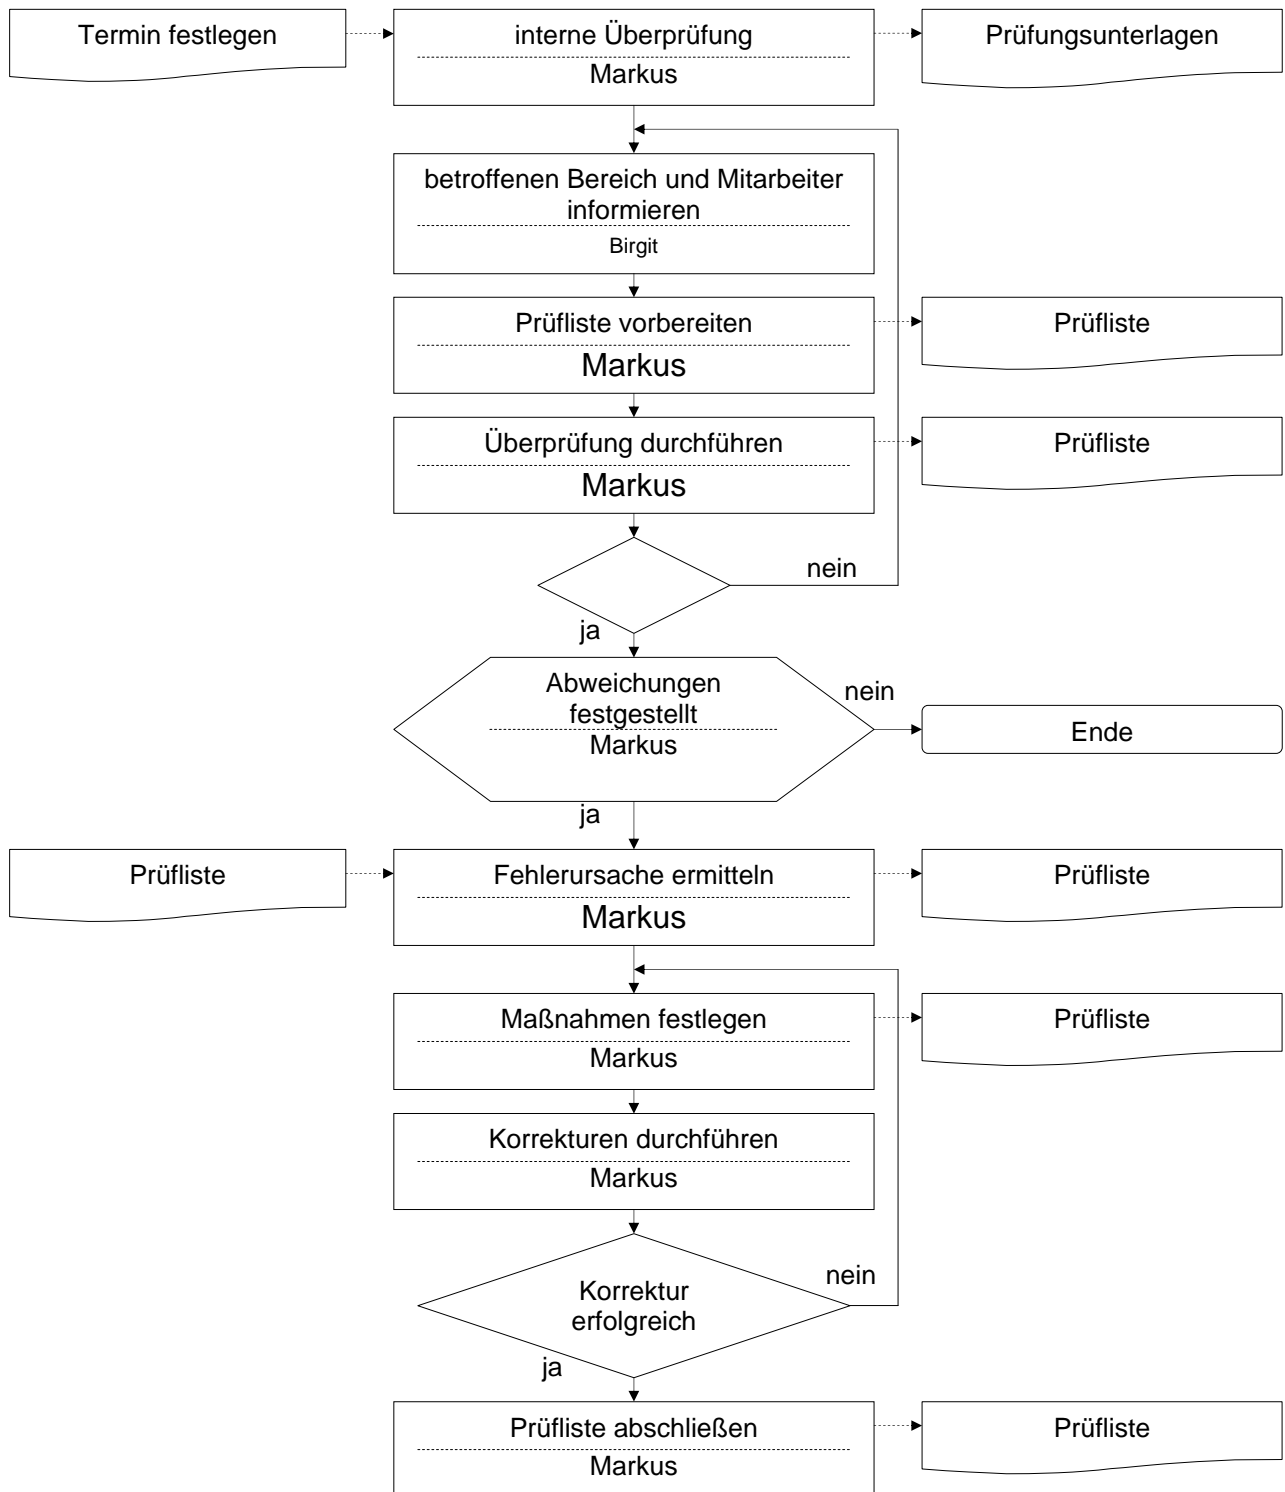 Termin festlegen
interne Überprüfung
Prüfungsunterlagen
Markus
betroffenen Bereich und Mitarbeiter
informieren
Birgit
Prüfliste vorbereiten
Prüfliste
Markus
Überprüfung durchführen
Prüfliste
Markus
nein
ja
Abweichungen
festgestellt
Markus
nein
Ende
ja
Prüfliste
Fehlerursache ermitteln
Prüfliste
Markus
Maßnahmen festlegen
Prüfliste
Markus
Korrekturen durchführen
Markus
Korrektur
erfolgreich
nein
ja
Prüfliste abschließen
Prüfliste
Markus